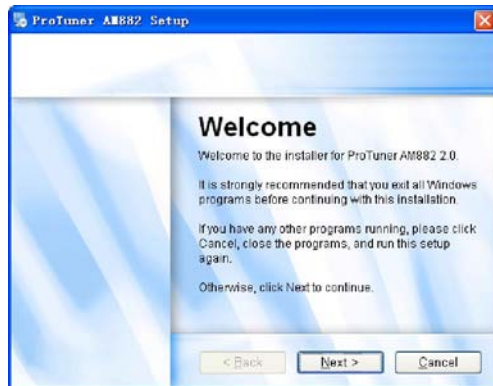 ProTuner AM882 Setup
Welcome
Welcome to the installer for ProTuner AM882 2.0.
It is strongly recommended that you exit all Windows
programs before continuing with this installation.
If you have any other programs running, please click
Cancel, close the programs, and run this setup
again.
Otherwise, click Next to continue.
< Back
Next >
Cancel